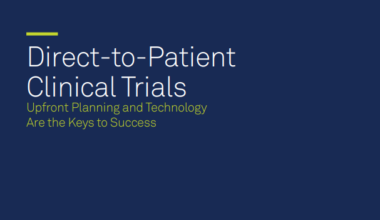 Direct-to-Patient
Clinical Trials
Upfront Planning and Technology
Are the Keys to Success